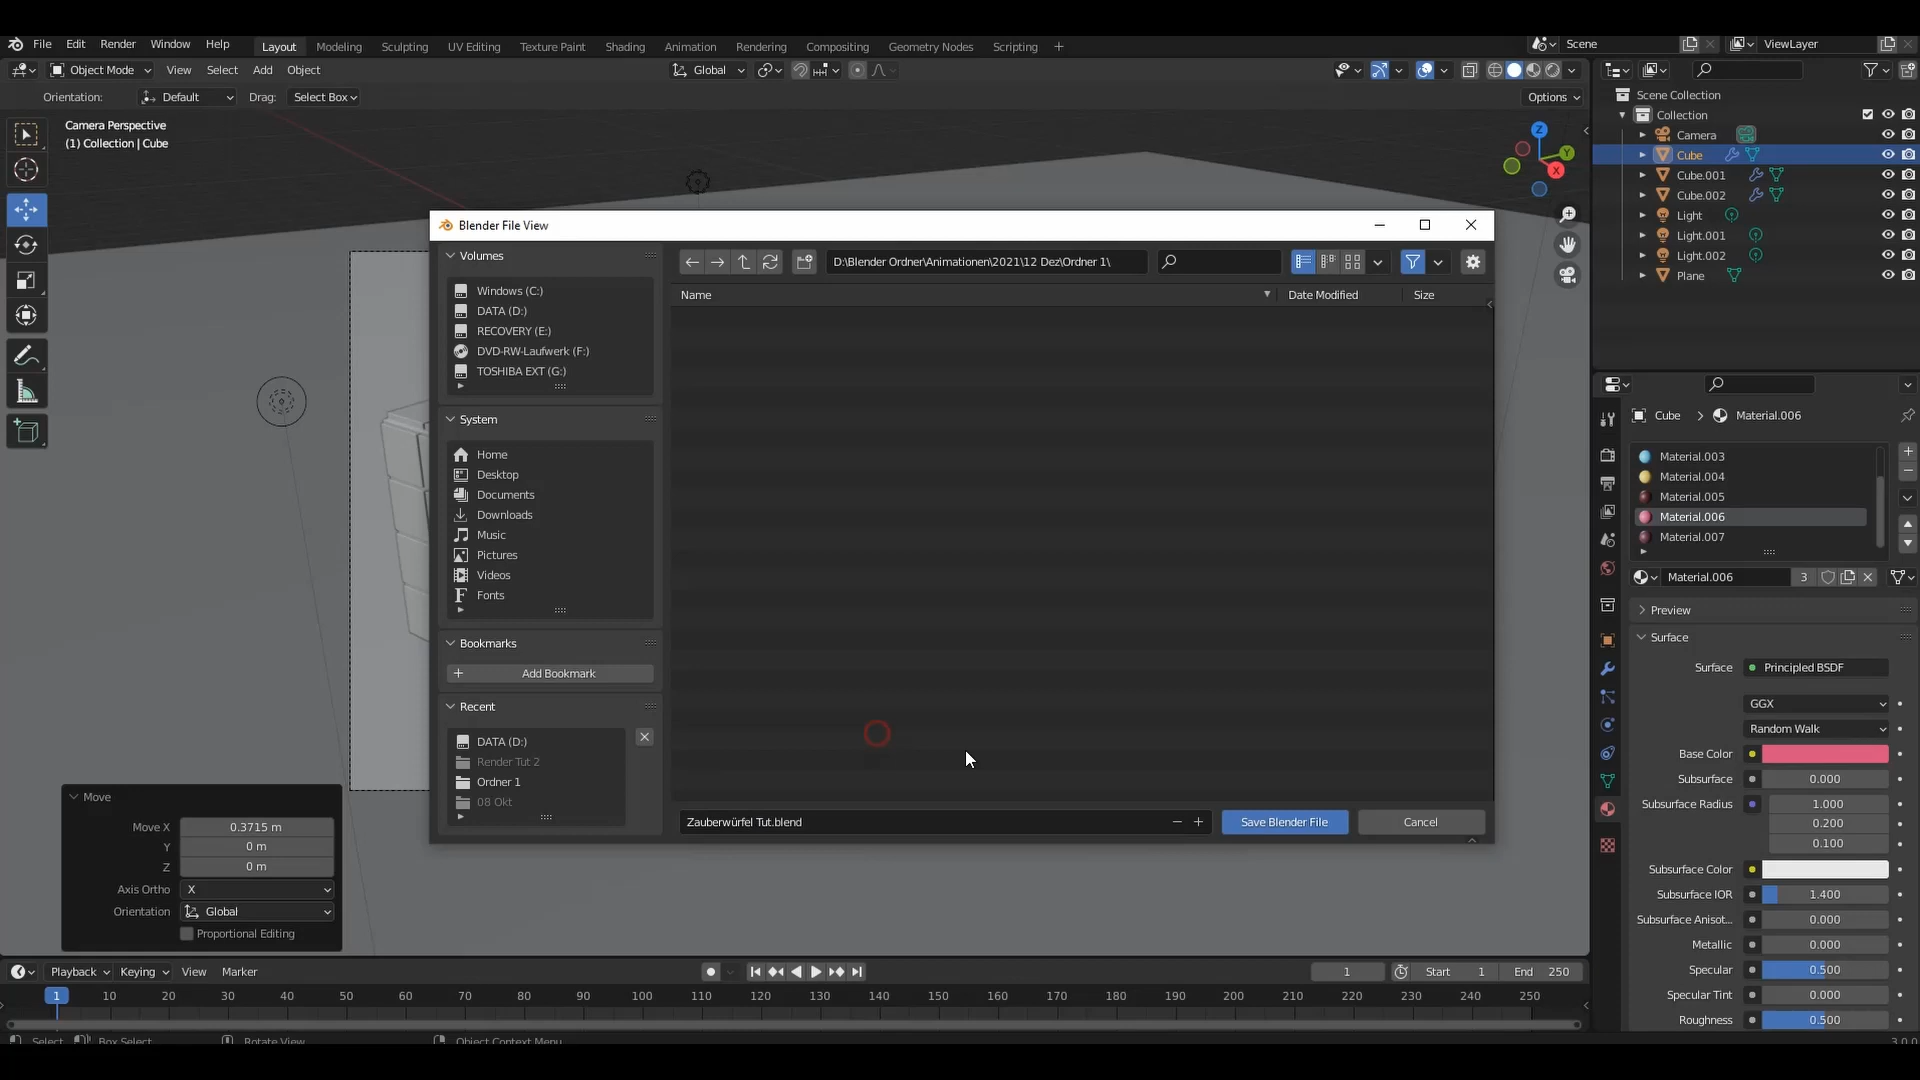 File Edit Render Window Help
Layout Modeling Sculpting UV Editing Texture Paint Shading Animation Rendering Compositing Geometry Nodes Scripting +
Scene
ViewLayer
Object Mode View Select Add Object
Global
Orientation: Default Drag: Select Box
Options
Camera Perspective
(1) Collection | Cube
Scene Collection
Collection
Camera
Cube
Cube.001
Cube.002
Light
Light.001
Light.002
Plane
Z
Y
X
Blender File View
Volumes
Windows (C:)
DATA (D:)
RECOVERY (E:)
DVD-RW-Laufwerk (F:)
TOSHIBA EXT (G:)
System
Home
Desktop
Documents
Downloads
Music
Pictures
Videos
Fonts
Bookmarks
+ Add Bookmark
Recent
DATA (D:)
Render Tut 2
Ordner 1
08 Okt
D:\Blender Ordner\Animationen\2021\12 Dez\Ordner 1\
Name Date Modified Size
Zauberwürfel Tut.blend − +
Save Blender File
Cancel
Move
Move X 0.3715 m
Y 0 m
Z 0 m
Axis Ortho X
Orientation Global
Proportional Editing
Cube > Material.006
Material.003
Material.004
Material.005
Material.006
Material.007
Material.006 3
Preview
Surface
Surface Principled BSDF
GGX
Random Walk
Base Color
Subsurface 0.000
Subsurface Radius 1.000
0.200
0.100
Subsurface Color
Subsurface IOR 1.400
Subsurface Anisot... 0.000
Metallic 0.000
Specular 0.500
Specular Tint 0.000
Roughness 0.500
Playback Keying View Marker
1 Start 1 End 250
1 10 20 30 40 50 60 70 80 90 100 110 120 130 140 150 160 170 180 190 200 210 220 230 240 250
Select Box Select Rotate View Object Context Menu
3.0.0